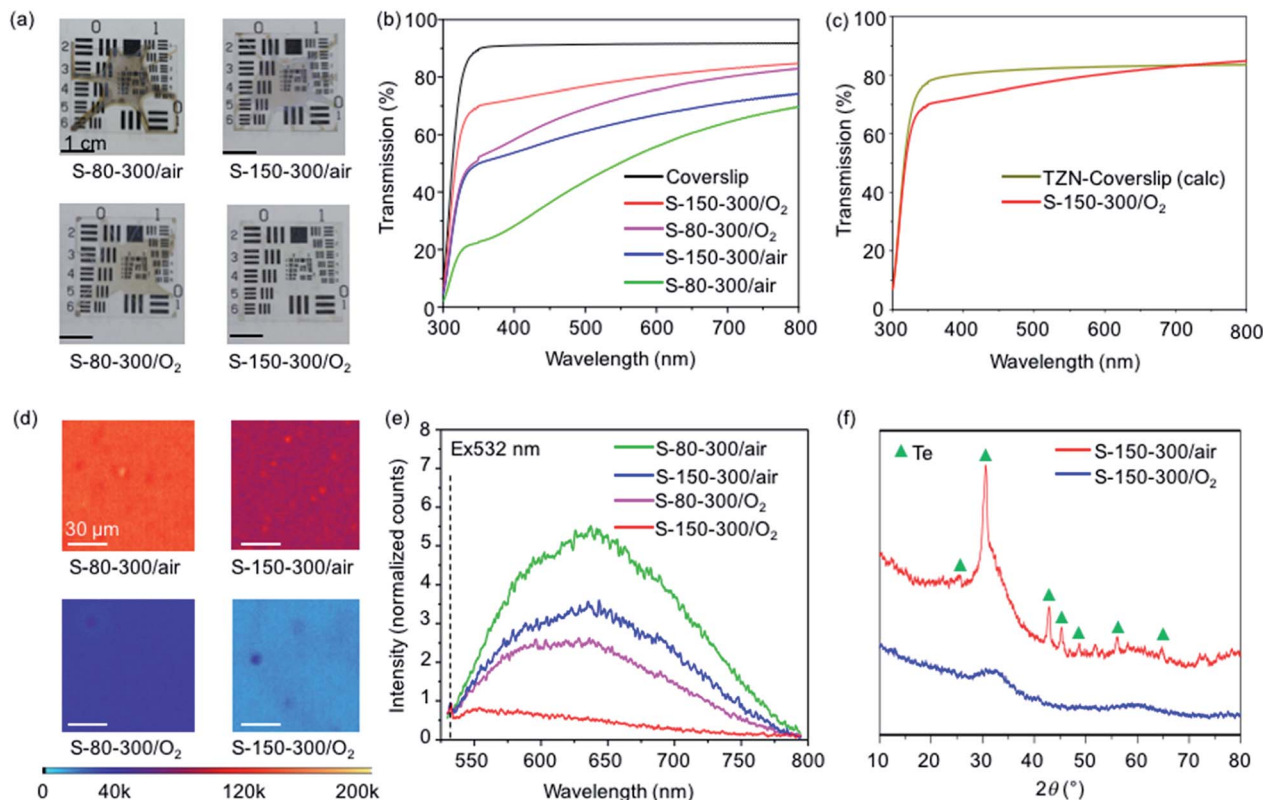 (a)
0 1
2
3
4
5
6
0
1
1 cm
S-80-300/air
0 1
2
3
4
5
6
0
1
S-150-300/air
0 1
2
3
4
5
6
0
1
S-80-300/O₂
0 1
2
3
4
5
6
0
1
S-150-300/O₂
(b)
Transmission (%)
100
80
60
40
20
0
Coverslip
S-150-300/O₂
S-80-300/O₂
S-150-300/air
S-80-300/air
300 400 500 600 700 800
Wavelength (nm)
(c)
Transmission (%)
100
80
60
40
20
0
TZN-Coverslip (calc)
S-150-300/O₂
300 400 500 600 700 800
Wavelength (nm)
(d)
30 µm
S-80-300/air
S-150-300/air
S-80-300/O₂
S-150-300/O₂
0 40k 120k 200k
(e)
Intensity (normalized counts)
8
7
6
5
4
3
2
1
0
Ex532 nm
S-80-300/air
S-150-300/air
S-80-300/O₂
S-150-300/O₂
550 600 650 700 750 800
Wavelength (nm)
(f)
Te
S-150-300/air
S-150-300/O₂
10 20 30 40 50 60 70 80
2θ (°)